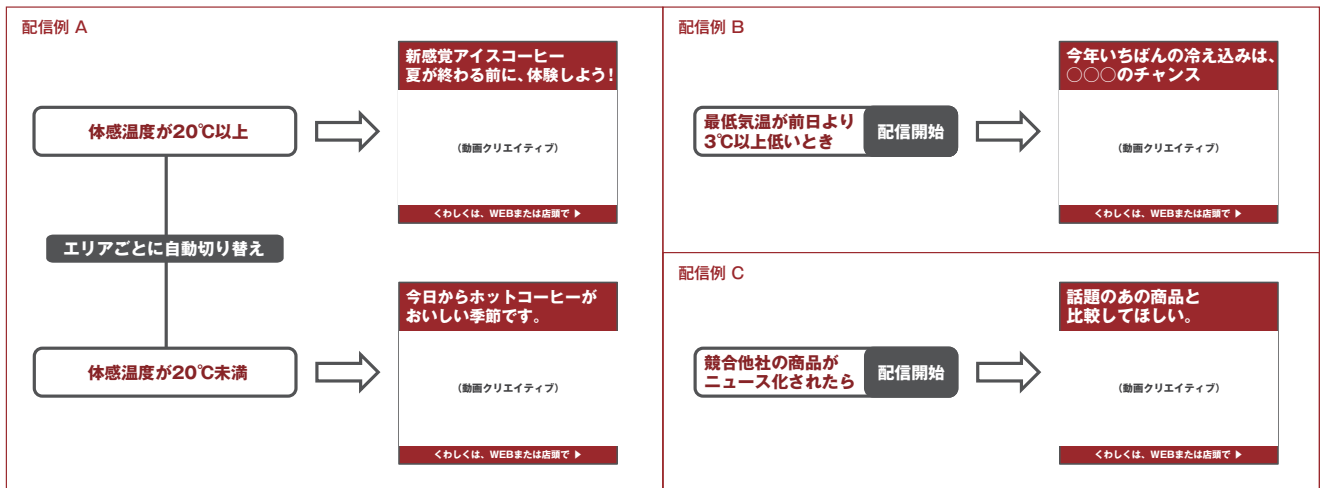 配信例 A
体感温度が20℃以上
新感覚アイスコーヒー
夏が終わる前に、体験しよう!
(動画クリエイティブ)
くわしくは、WEBまたは店頭で ▶
エリアごとに自動切り替え
体感温度が20℃未満
今日からホットコーヒーが
おいしい季節です。
(動画クリエイティブ)
くわしくは、WEBまたは店頭で ▶
配信例 B
最低気温が前日より
3℃以上低いとき
配信開始
今年いちばんの冷え込みは、
○○○のチャンス
(動画クリエイティブ)
くわしくは、WEBまたは店頭で ▶
配信例 C
競合他社の商品が
ニュース化されたら
配信開始
話題のあの商品と
比較してほしい。
(動画クリエイティブ)
くわしくは、WEBまたは店頭で ▶